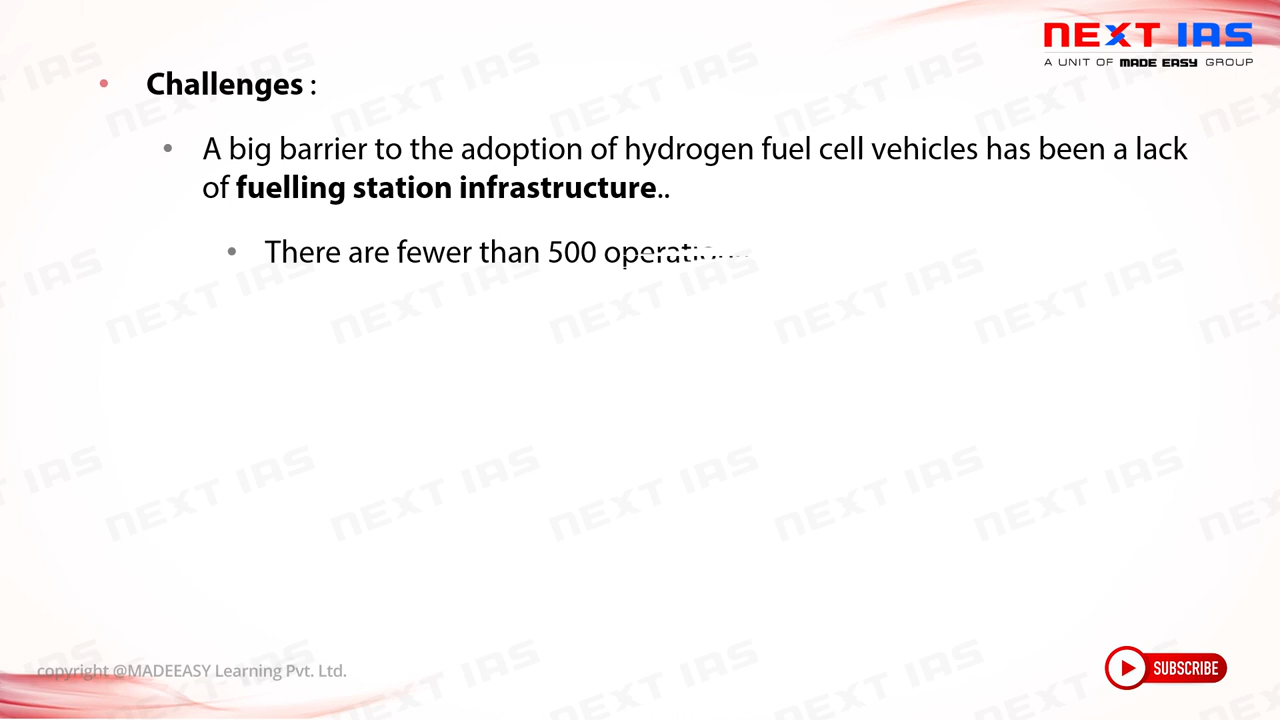 NEXT IAS
A UNIT OF MADE EASY GROUP
• Challenges :
• A big barrier to the adoption of hydrogen fuel cell vehicles has been a lack
of fuelling station infrastructure..
• There are fewer than 500
copyright @MADEEASY Learning Pvt. Ltd.
SUBSCRIBE